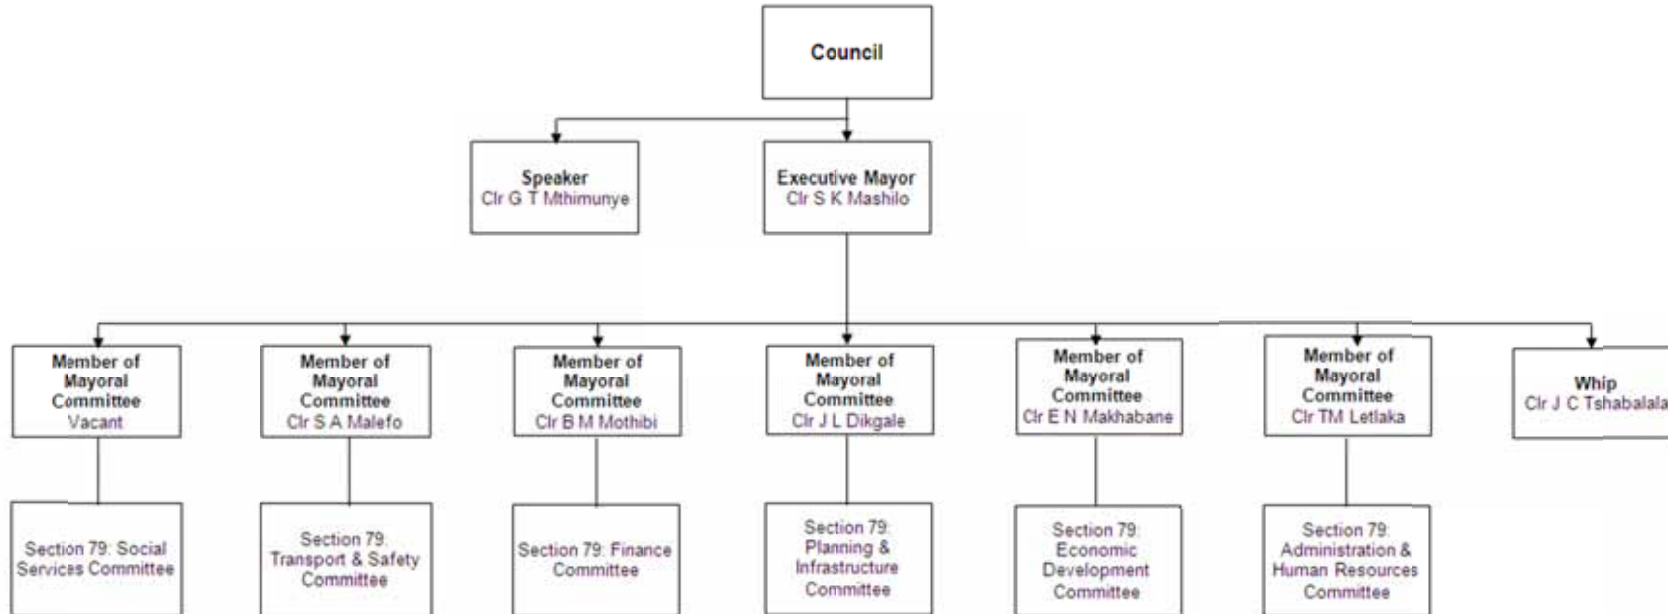 Council
Speaker
Clr G T Mthimunye
Executive Mayor
Clr S K Mashilo
Member of
Mayoral
Committee
Vacant
Member of
Mayoral
Committee
Clr S A Malefo
Member of
Mayoral
Committee
Clr B M Mothibi
Member of
Mayoral
Committee
Clr J L Dikgale
Member of
Mayoral
Committee
Clr E N Makhabane
Member of
Mayoral
Committee
Clr TM Letlaka
Whip
Clr J C Tshabalala
Section 79: Social
Services Committee
Section 79:
Transport & Safety
Committee
Section 79: Finance
Committee
Section 79:
Planning &
Infrastructure
Committee
Section 79:
Economic
Development
Committee
Section 79:
Administration &
Human Resources
Committee